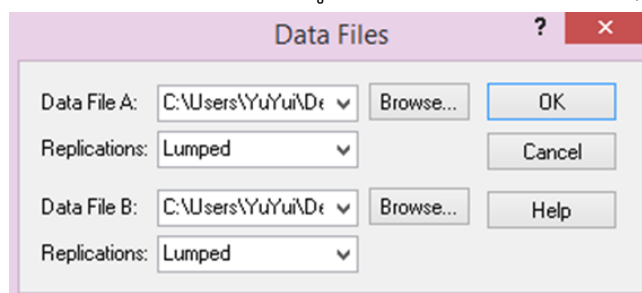 Data Files ? ×
Data File A: C:\Users\YuYui\De Browse... OK
Replications: Lumped Cancel
Data File B: C:\Users\YuYui\De Browse... Help
Replications: Lumped